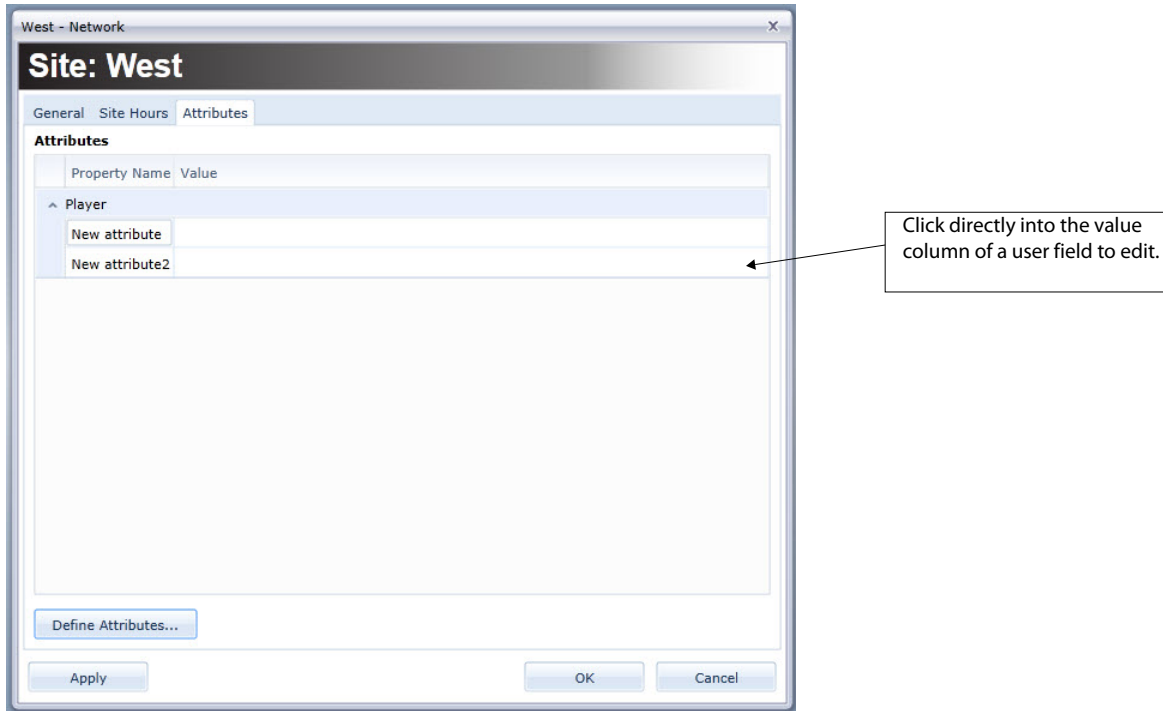 West - Network
Site: West
General Site Hours Attributes
Attributes
Property Name Value
Player
New attribute
New attribute2
Click directly into the value
column of a user field to edit.
Define Attributes...
Apply OK Cancel